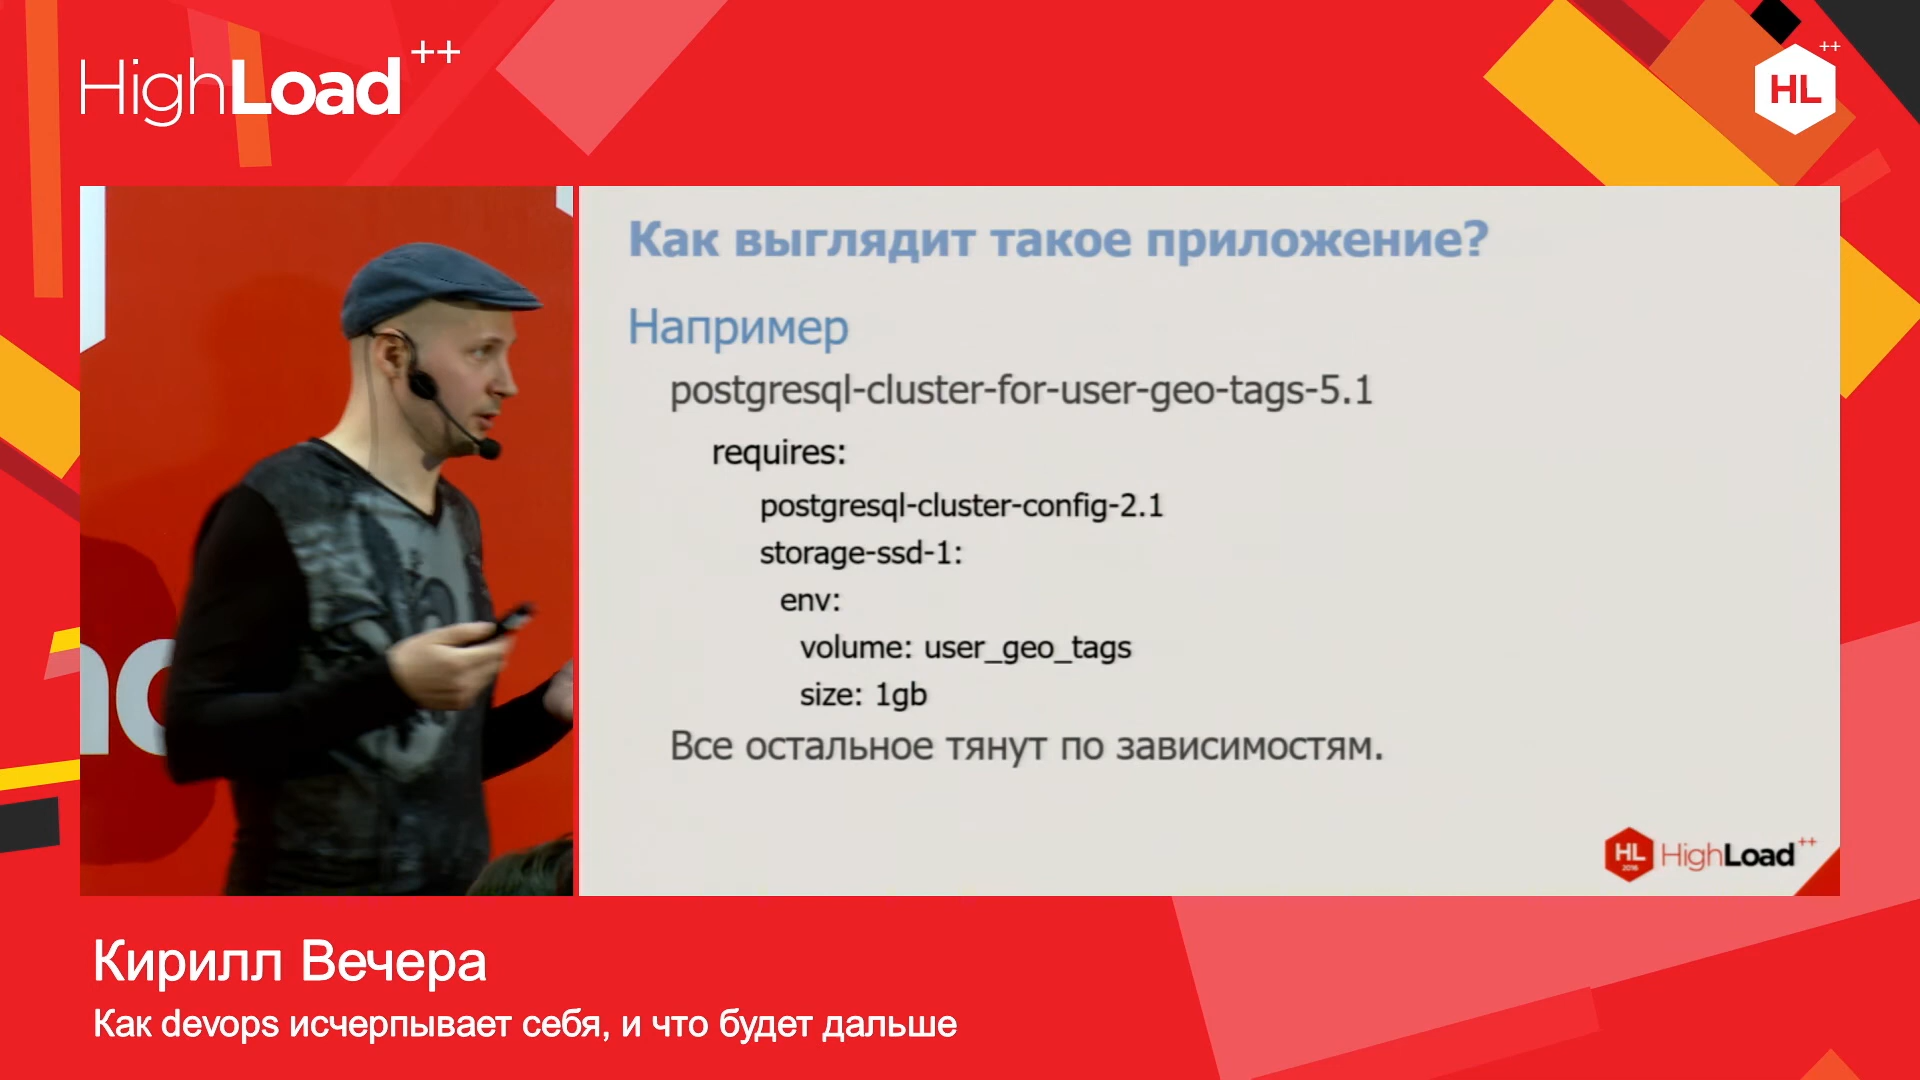 HighLoad++
HL++
Как выглядит такое приложение?
Например
postgresql-cluster-for-user-geo-tags-5.1
requires:
postgresql-cluster-config-2.1
storage-ssd-1:
env:
volume: user_geo_tags
size: 1gb
Все остальное тянут по зависимостям.
HL
2016
HighLoad++
Кирилл Вечера
Как devops исчерпывает себя, и что будет дальше